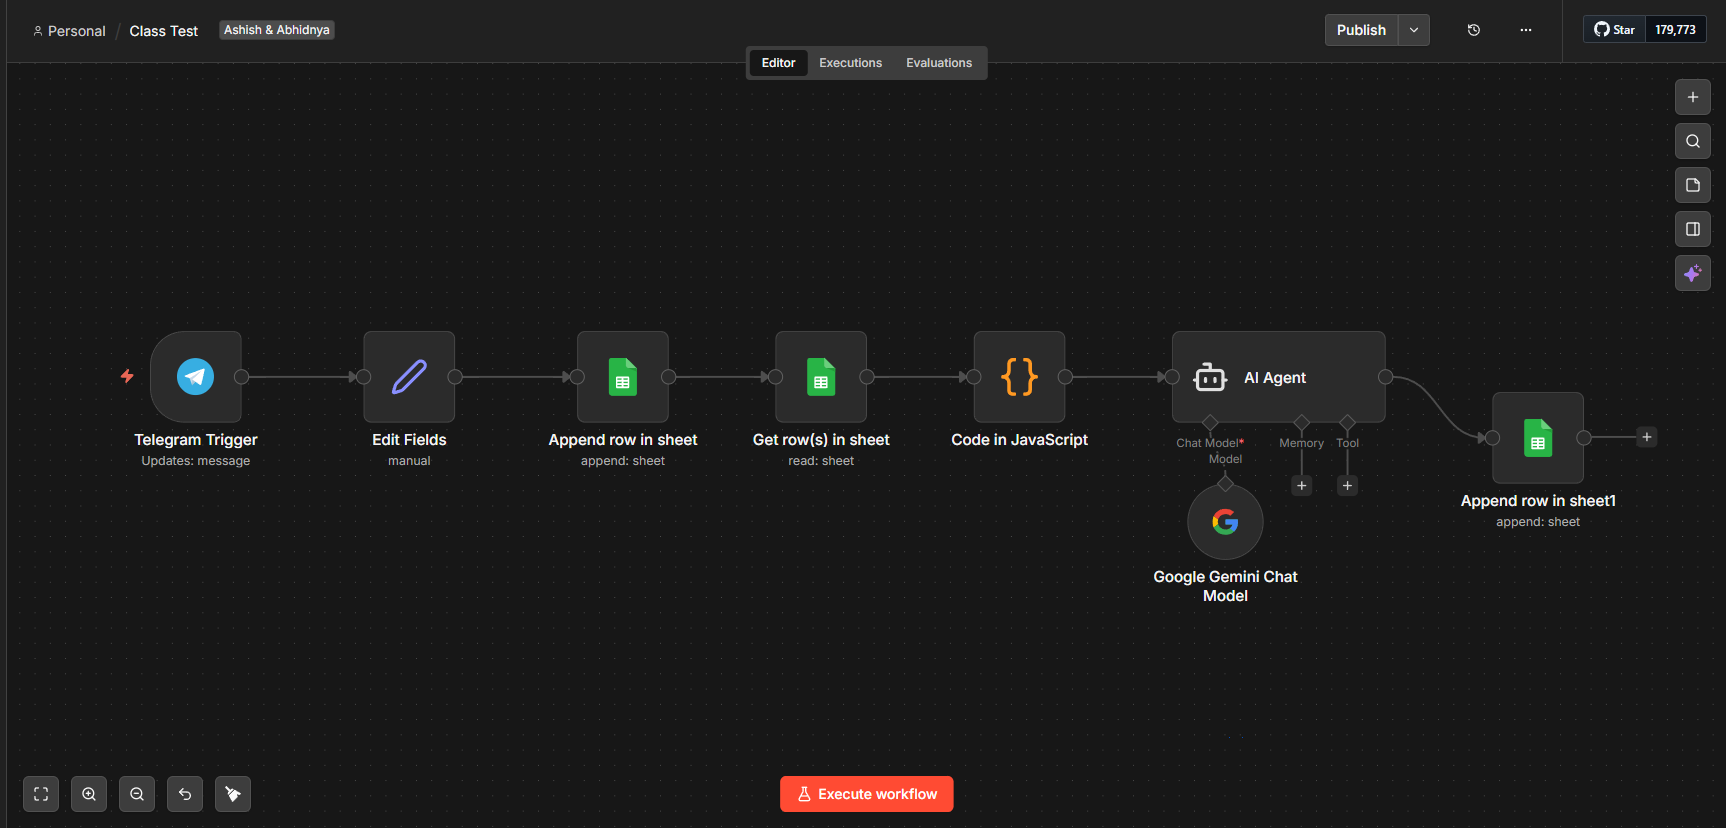 Personal / Class Test Ashish & Abhidnya Publish Star 179,773
Editor Executions Evaluations
Telegram Trigger
Updates: message
Edit Fields
manual
Append row in sheet
append: sheet
Get row(s) in sheet
read: sheet
Code in JavaScript
AI Agent
Chat Model*
Memory
Tool
Model
Google Gemini Chat
Model
Append row in sheet1
append: sheet
Execute workflow